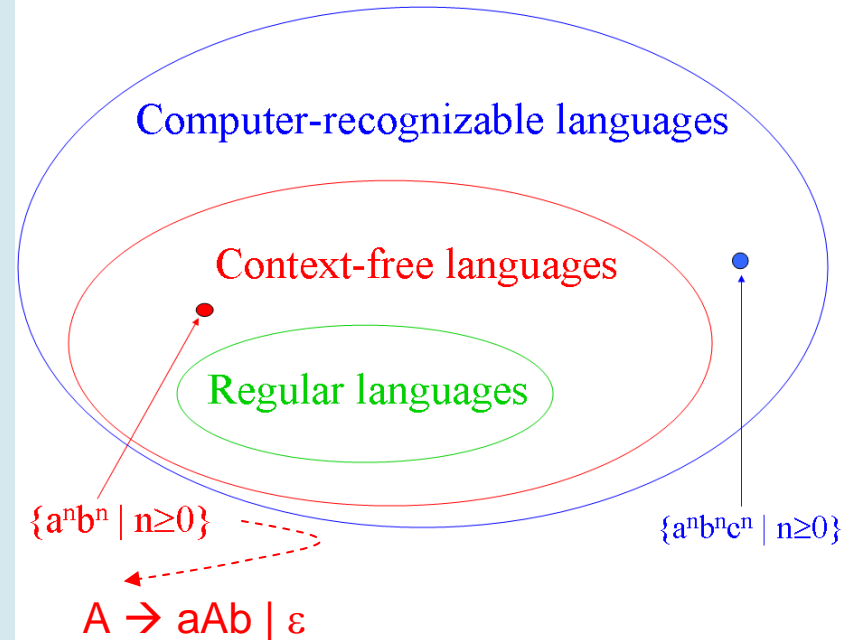 Computer-recognizable languages
Context-free languages
Regular languages
{aⁿbⁿ | n≥0}
{aⁿbⁿcⁿ | n≥0}
A → aAb | ε